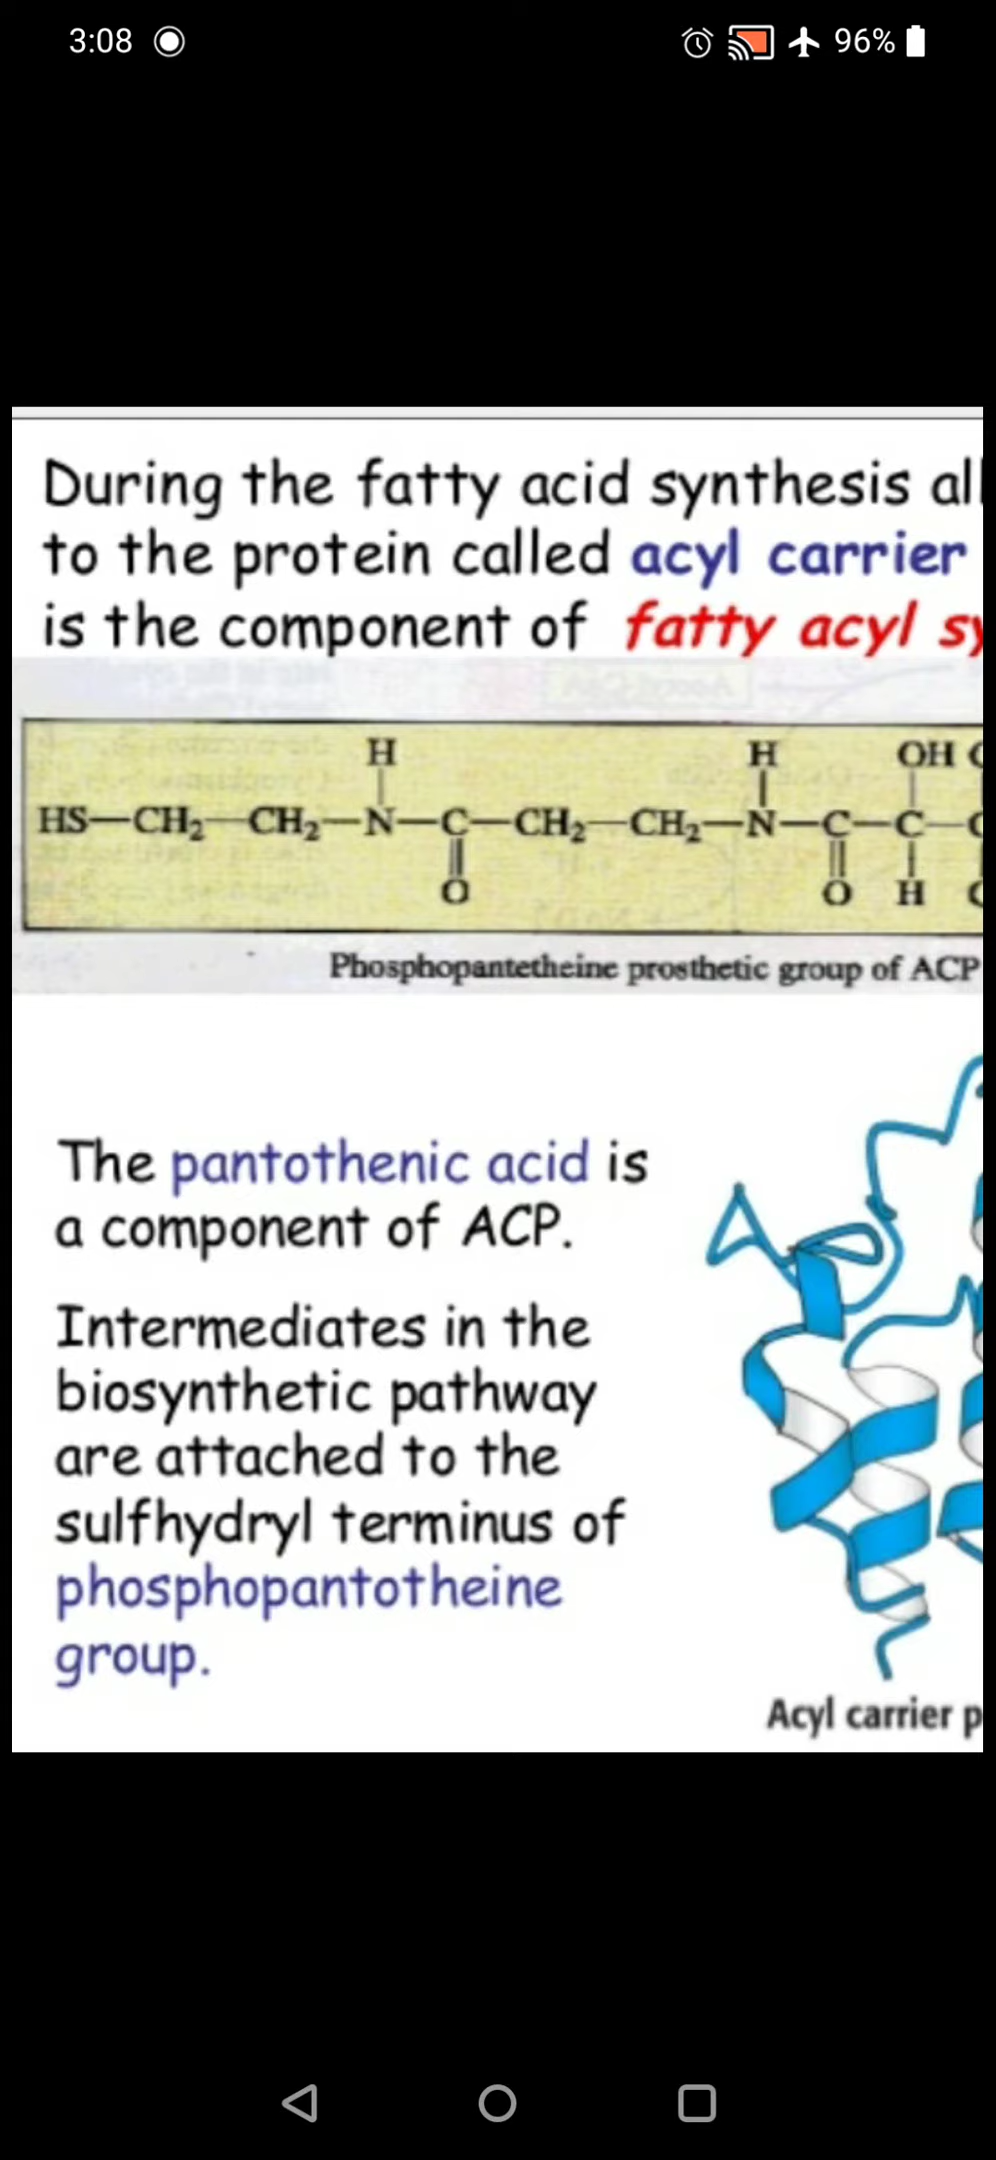 3:08
96%
During the fatty acid synthesis all
to the protein called acyl carrier
is the component of fatty acyl sy
H H OH C
HS—CH₂—CH₂—N—C—CH₂—CH₂—N—C—C—C
O O H C
Phosphopantetheine prosthetic group of ACP
The pantothenic acid is
a component of ACP.
Intermediates in the
biosynthetic pathway
are attached to the
sulfhydryl terminus of
phosphopantotheine
group.
Acyl carrier p